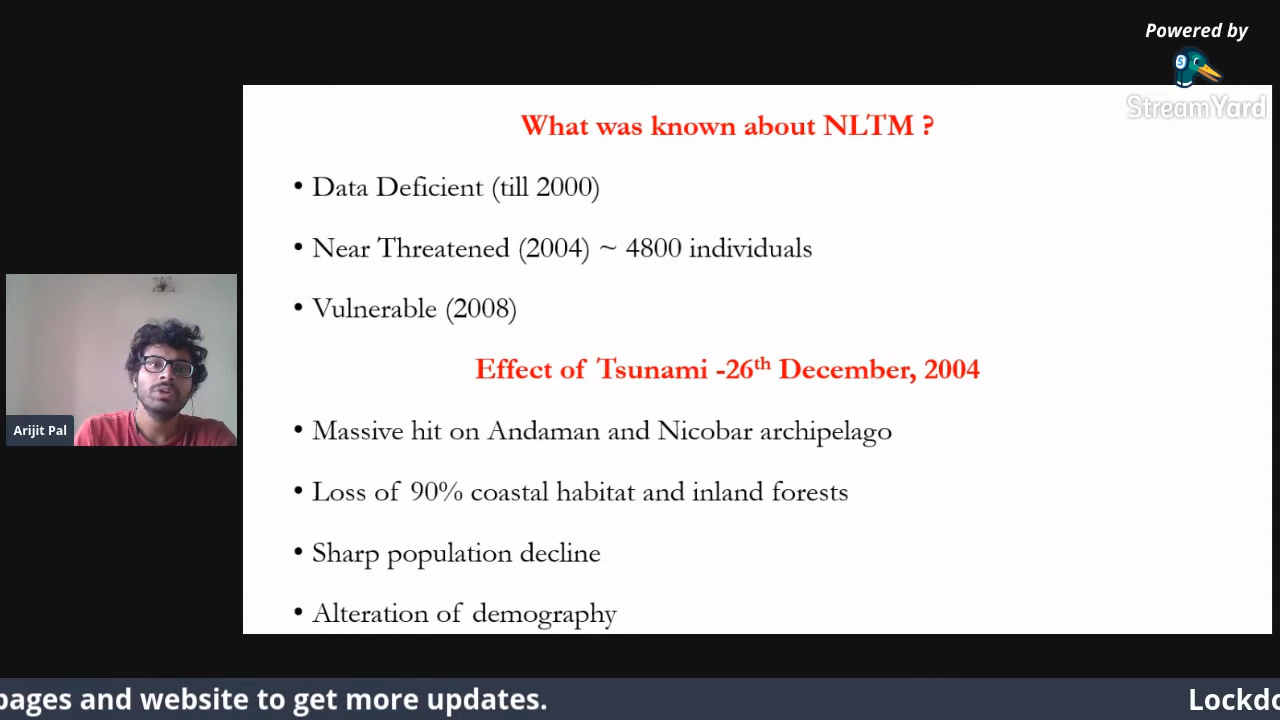 Powered by
StreamYard
What was known about NLTM ?
• Data Deficient (till 2000)
• Near Threatened (2004) ~ 4800 individuals
• Vulnerable (2008)
Effect of Tsunami -26th December, 2004
• Massive hit on Andaman and Nicobar archipelago
• Loss of 90% coastal habitat and inland forests
• Sharp population decline
• Alteration of demography
Arijit Pal
pages and website to get more updates.